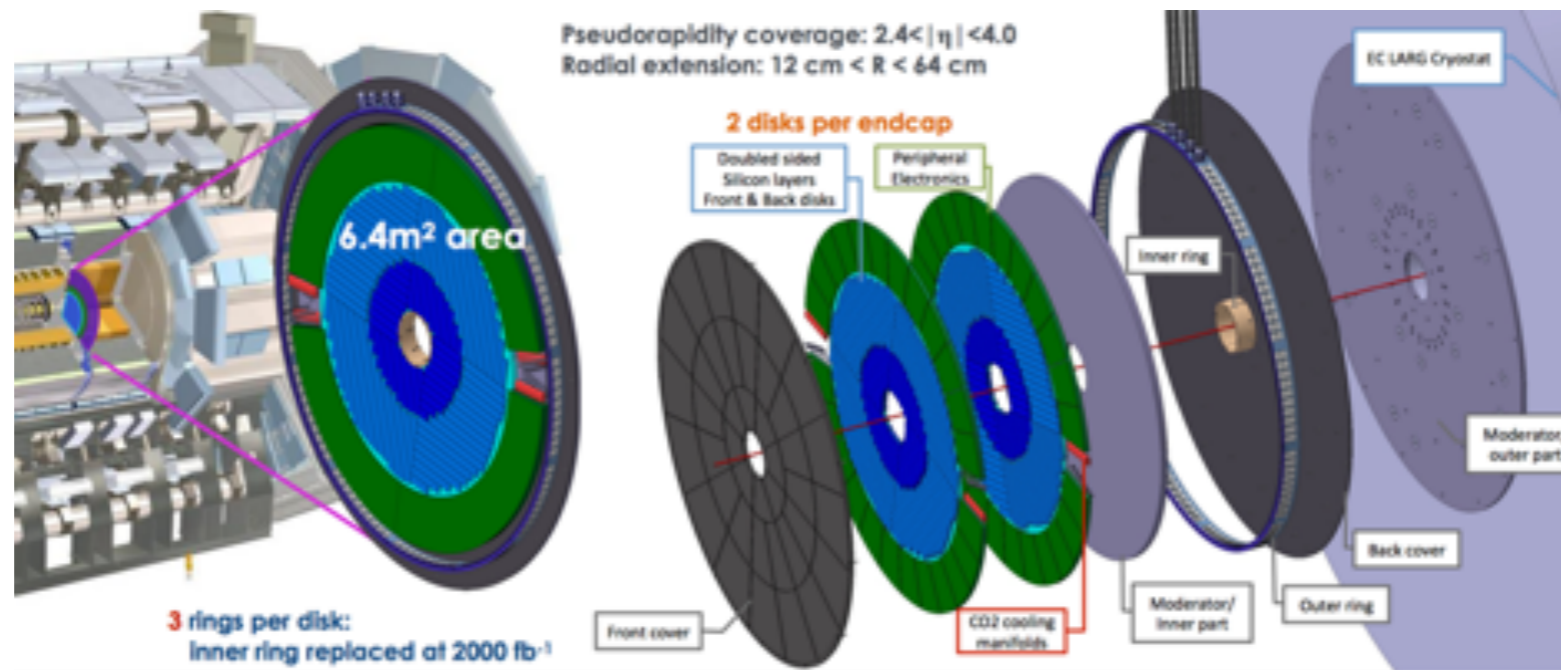 Pseudorapidity coverage: 2.4<|η|<4.0
Radial extension: 12 cm < R < 64 cm
EC LARG Cryostat
2 disks per endcap
Doubled sided
Silicon layers
Front & Back disks
Peripheral
Electronics
6.4m² area
Inner ring
Moderator/
outer part
Back cover
Outer ring
Moderator/
Inner part
CO2 cooling
manifolds
Front cover
3 rings per disk:
inner ring replaced at 2000 fb⁻¹